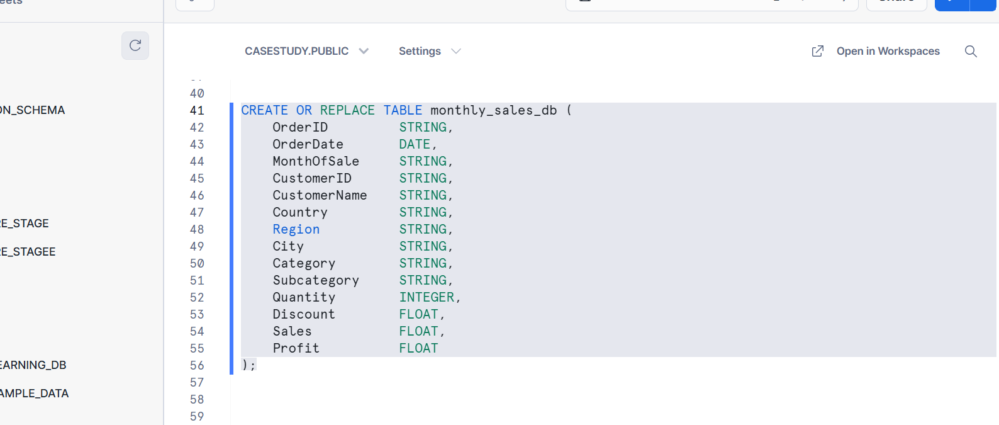 CASESTUDY.PUBLIC Settings Open in Workspaces
ON_SCHEMA
RE_STAGE
RE_STAGEE
EARNING_DB
AMPLE_DATA
40
41 CREATE OR REPLACE TABLE monthly_sales_db (
42 OrderID STRING,
43 OrderDate DATE,
44 MonthOfSale STRING,
45 CustomerID STRING,
46 CustomerName STRING,
47 Country STRING,
48 Region STRING,
49 City STRING,
50 Category STRING,
51 Subcategory STRING,
52 Quantity INTEGER,
53 Discount FLOAT,
54 Sales FLOAT,
55 Profit FLOAT
56 );
57
58
59